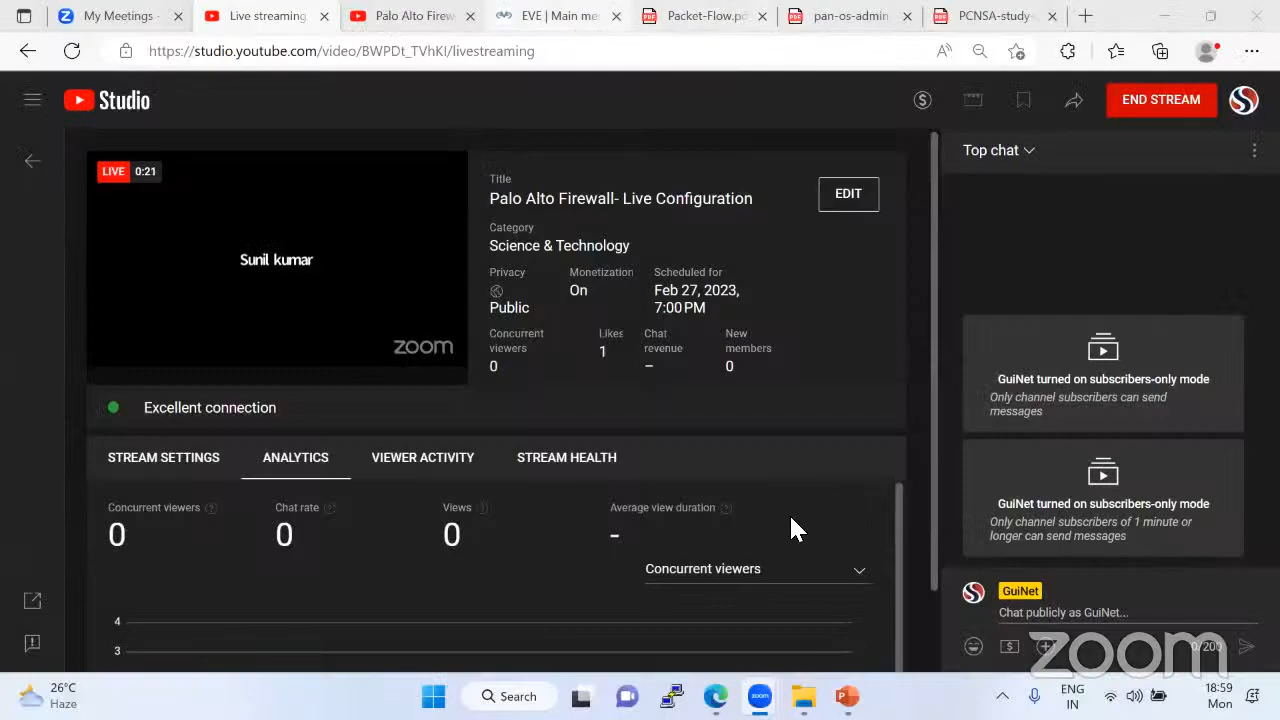 My Meetings -
Live streaming
Palo Alto Firew
EVE | Main me
Packet-Flow.p
pan-os-admin
PCNSA-study
https://studio.youtube.com/video/BWPDt_TVhKI/livestreaming
Studio
END STREAM
LIVE 0:21
Sunil kumar
zoom
Title
Palo Alto Firewall- Live Configuration
EDIT
Category
Science & Technology
Privacy
Monetization
Scheduled for
Public
On
Feb 27, 2023,
7:00 PM
Concurrent
viewers
Likes
Chat
revenue
New
members
0
1
–
0
Excellent connection
STREAM SETTINGS
ANALYTICS
VIEWER ACTIVITY
STREAM HEALTH
Concurrent viewers
Chat rate
Views
Average view duration
0
0
0
-
Concurrent viewers
4
3
Top chat
GuiNet turned on subscribers-only mode
Only channel subscribers can send
messages
GuiNet turned on subscribers-only mode
Only channel subscribers of 1 minute or
longer can send messages
GuiNet
Chat publicly as GuiNet...
0/200
zoom
26°C
Haze
Search
zoom
ENG
IN
18:59
Mon